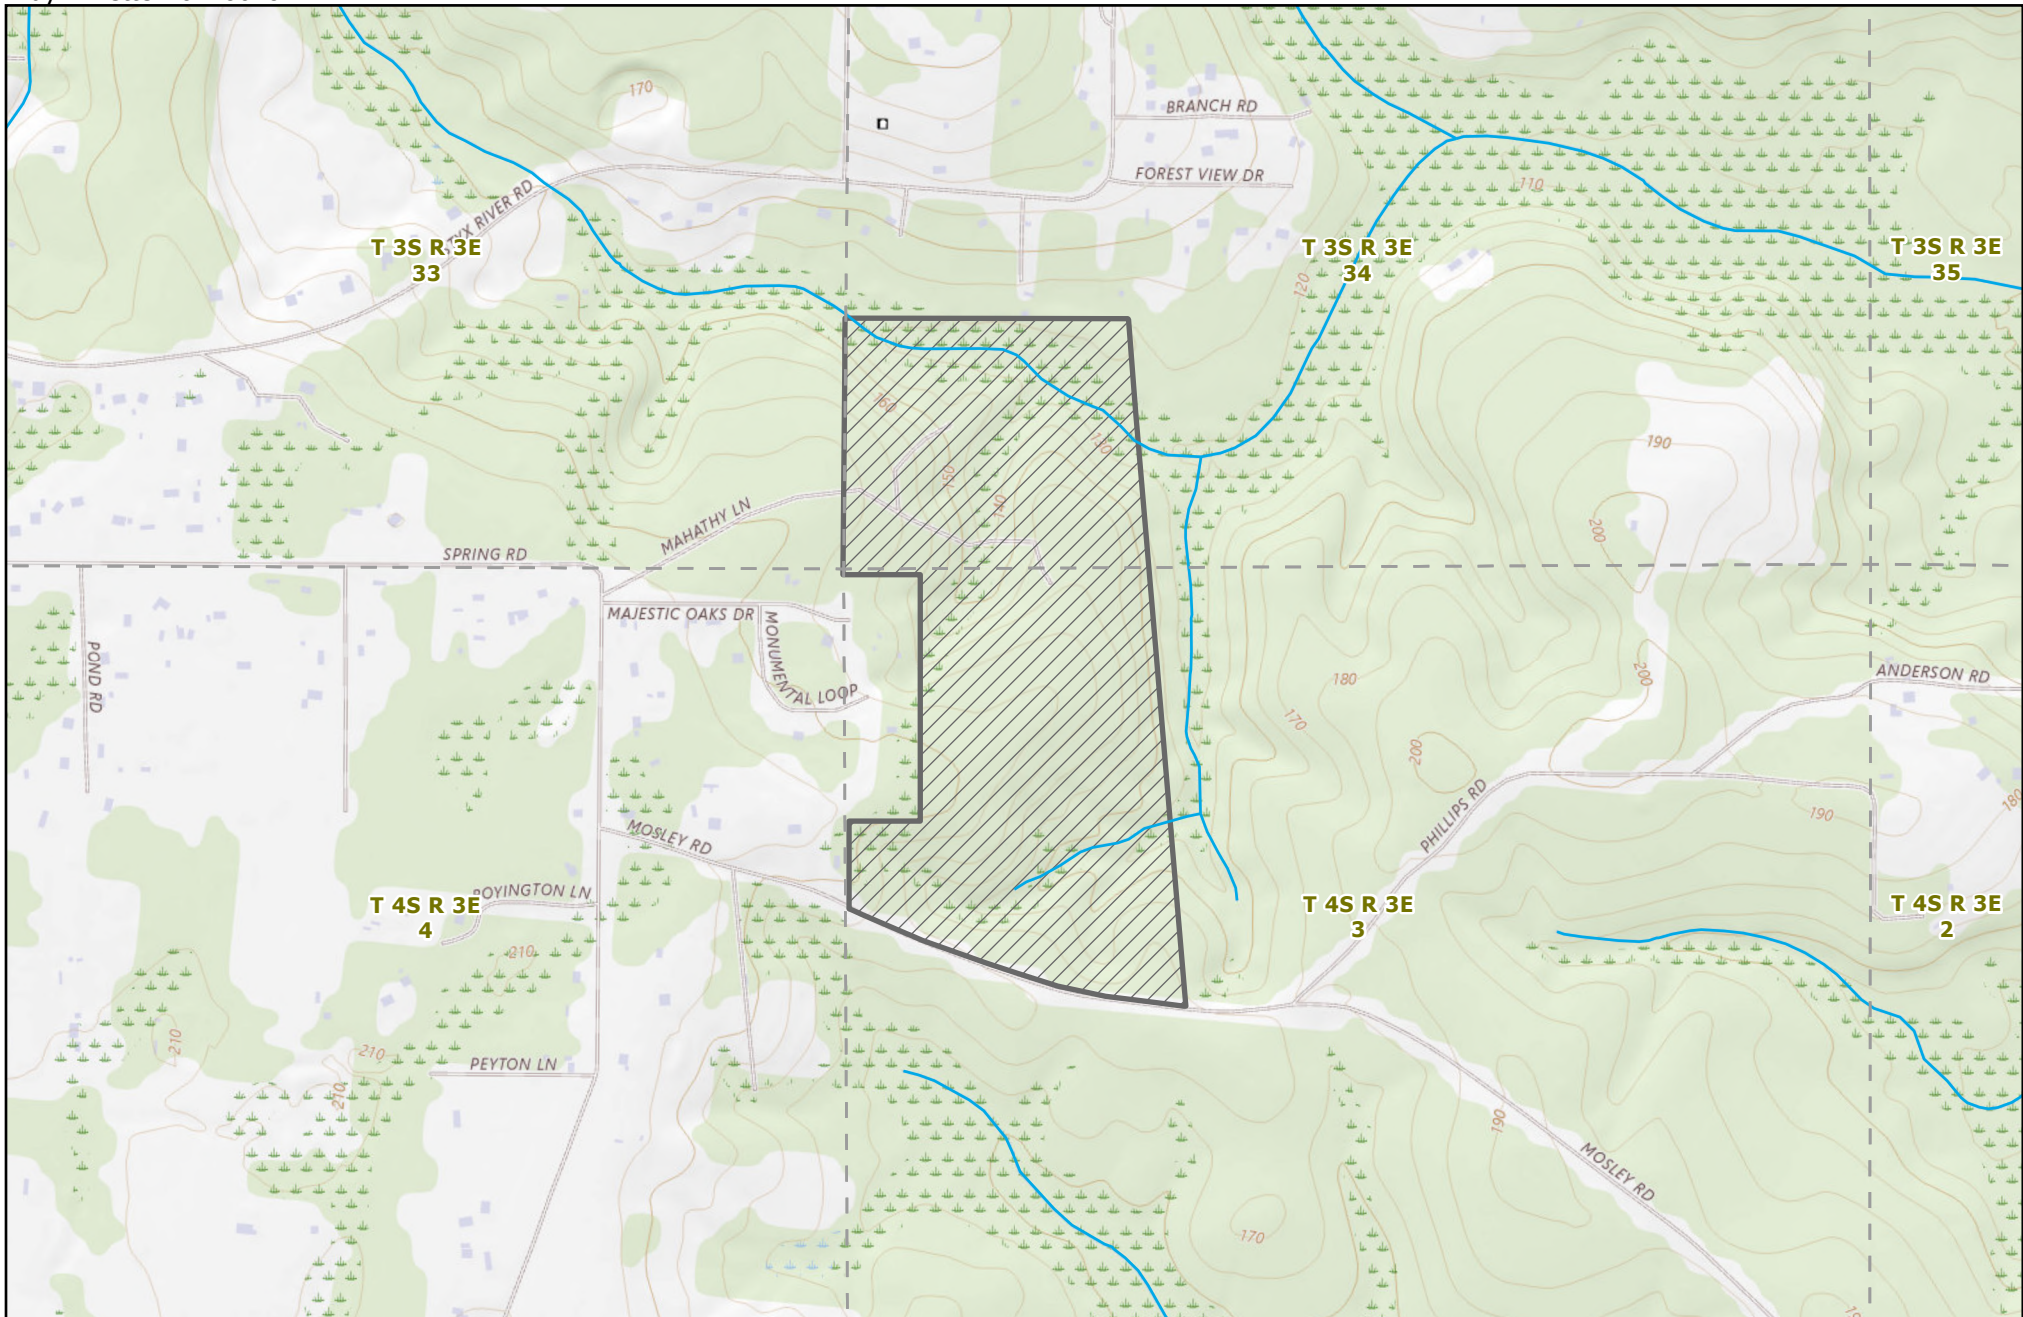 170
BRANCH RD
FOREST VIEW DR
110
STYX RIVER RD
T 3S R 3E
33
T 3S R 3E
34
T 3S R 3E
35
120
160
130
190
150
140
200
MAHATHY LN
SPRING RD
MAJESTIC OAKS DR
MONUMENTAL LOOP
POND RD
180
200
ANDERSON RD
170
200
PHILLIPS RD
190
180
MOSLEY RD
T 4S R 3E
4
T 4S R 3E
3
T 4S R 3E
2
210
210
210
PEYTON LN
210
190
MOSLEY RD
170